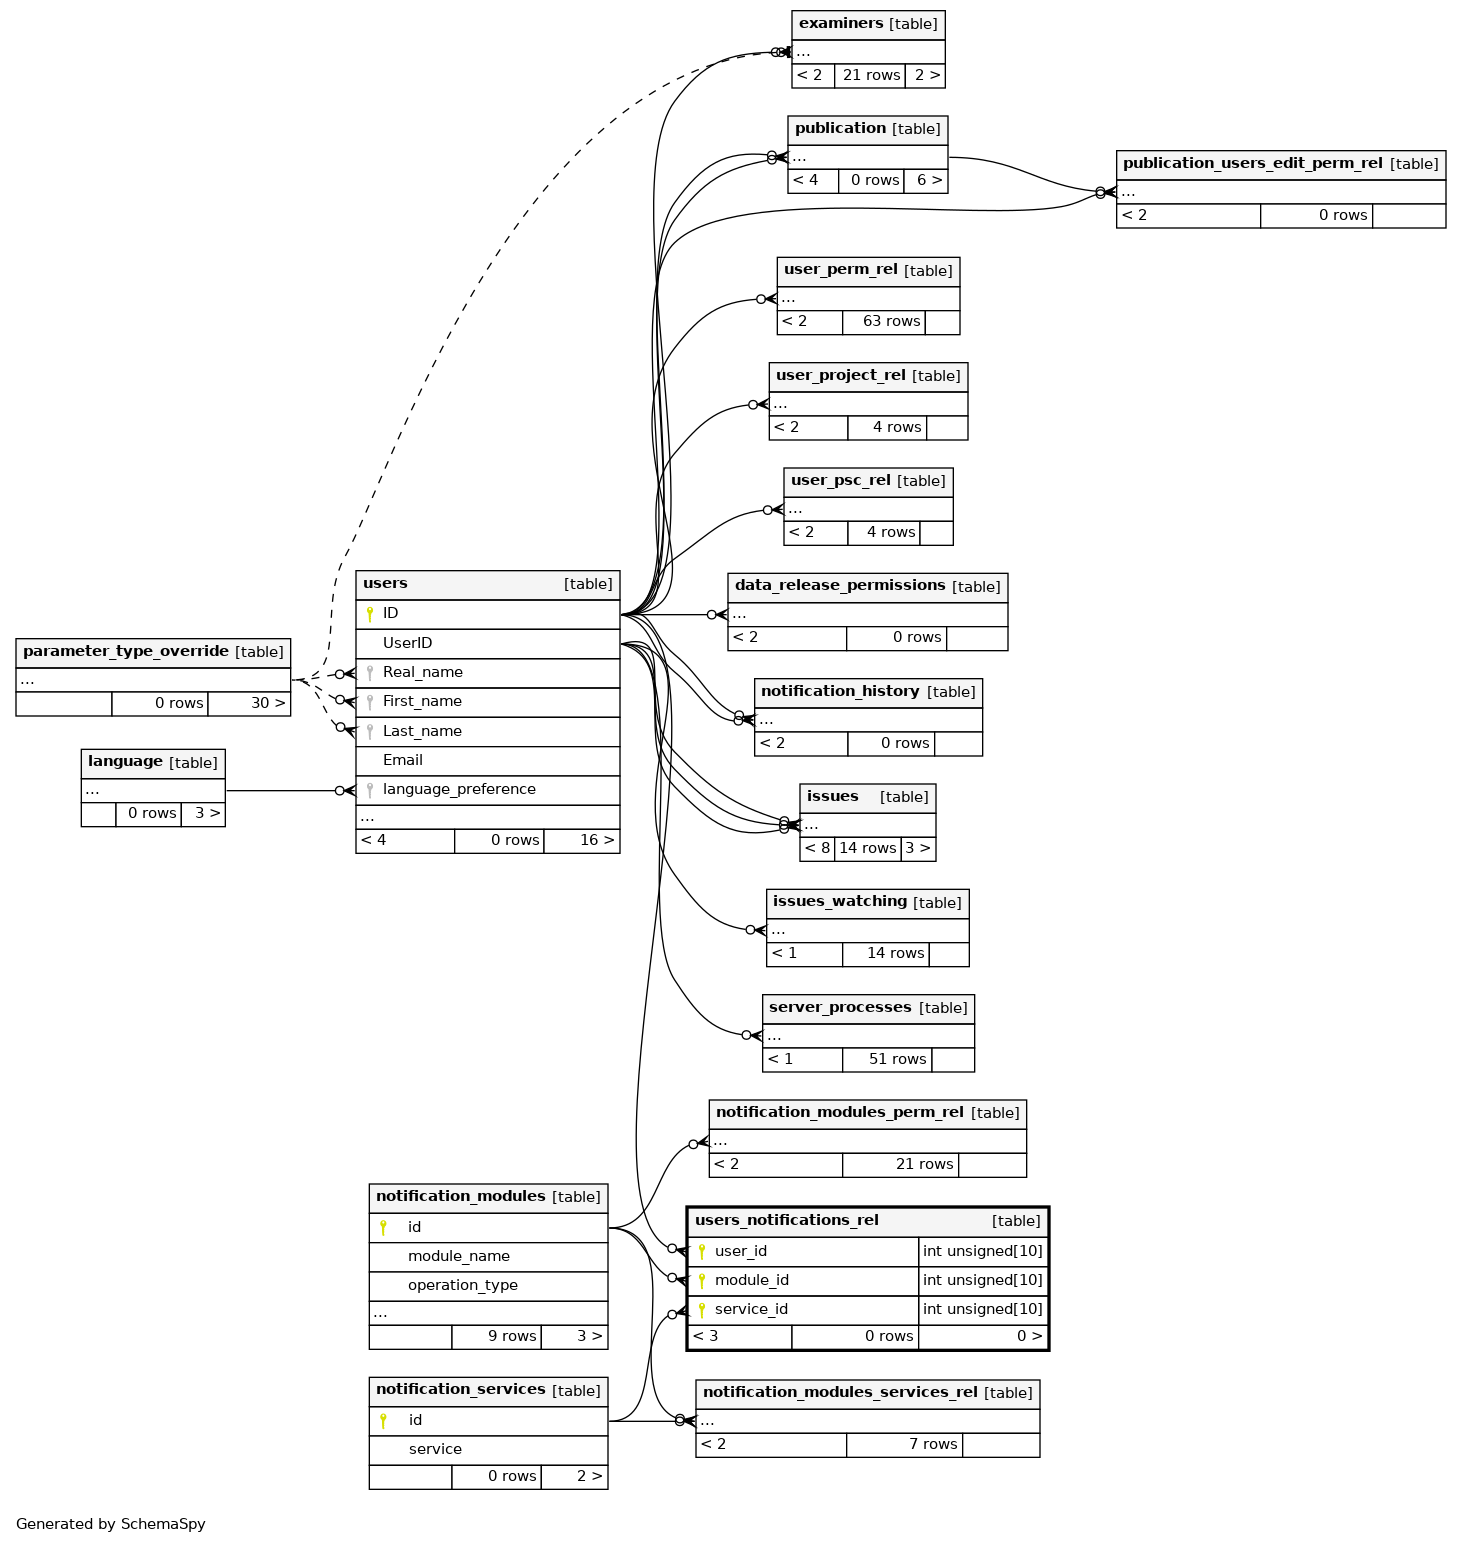 examiners [table]
...
< 2 21 rows 2 >
publication [table]
...
< 4 0 rows 6 >
publication_users_edit_perm_rel [table]
...
< 2 0 rows
user_perm_rel [table]
...
< 2 63 rows
user_project_rel [table]
...
< 2 4 rows
user_psc_rel [table]
...
< 2 4 rows
users [table]
ID
UserID
Real_name
First_name
Last_name
Email
language_preference
...
< 4 0 rows 16 >
data_release_permissions [table]
...
< 2 0 rows
parameter_type_override [table]
...
0 rows 30 >
notification_history [table]
...
< 2 0 rows
language [table]
...
0 rows 3 >
issues [table]
...
< 8 14 rows 3 >
issues_watching [table]
...
< 1 14 rows
server_processes [table]
...
< 1 51 rows
notification_modules_perm_rel [table]
...
< 2 21 rows
notification_modules [table]
id
module_name
operation_type
...
9 rows 3 >
users_notifications_rel [table]
user_id int unsigned[10]
module_id int unsigned[10]
service_id int unsigned[10]
< 3 0 rows 0 >
notification_services [table]
id
service
0 rows 2 >
notification_modules_services_rel [table]
...
< 2 7 rows
Generated by SchemaSpy